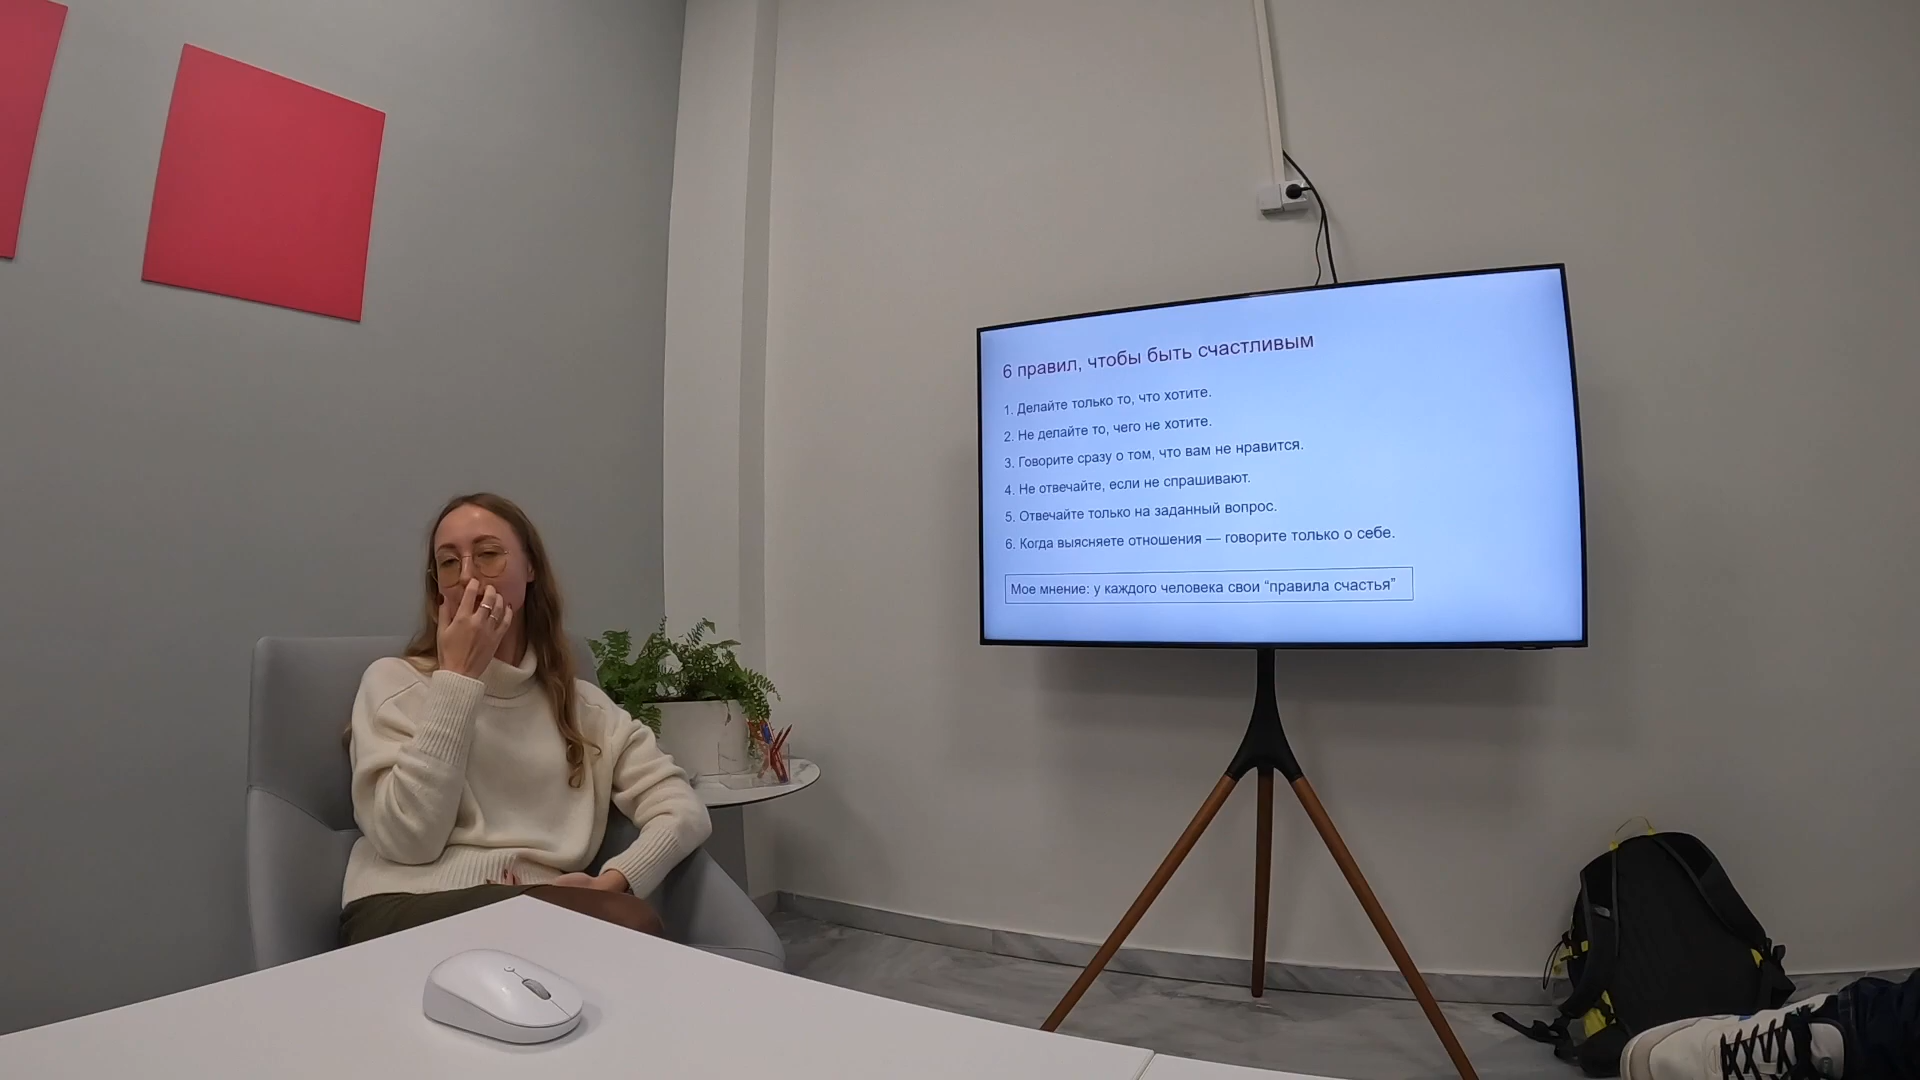 6 правил, чтобы быть счастливым
1. Делайте только то, что хотите.
2. Не делайте то, чего не хотите.
3. Говорите сразу о том, что вам не нравится.
4. Не отвечайте, если не спрашивают.
5. Отвечайте только на заданный вопрос.
6. Когда выясняете отношения — говорите только о себе.
Мое мнение: у каждого человека свои “правила счастья”